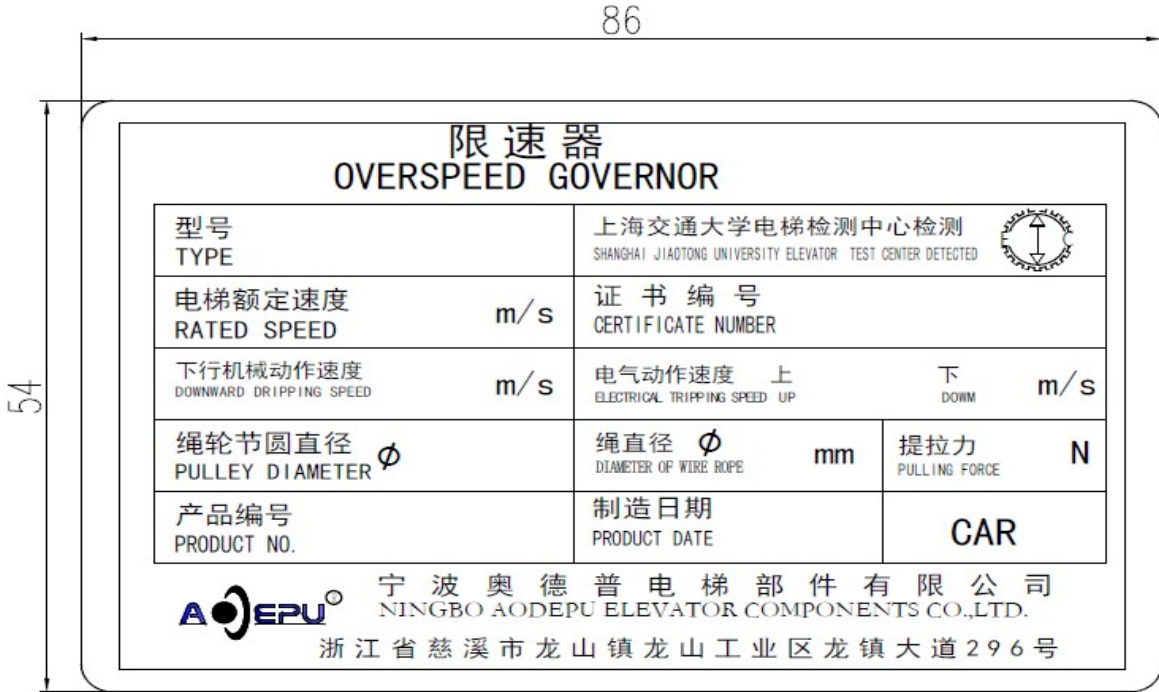 86
54
限速器
OVERSPEED GOVERNOR
型号
TYPE
上海交通大学电梯检测中心检测
SHANGHAI JIAOTONG UNIVERSITY ELEVATOR TEST CENTER DETECTED
电梯额定速度
RATED SPEED
m/s
证书编号
CERTIFICATE NUMBER
下行机械动作速度
DOWNWARD DRIPPING SPEED
m/s
电气动作速度 上 下
ELECTRICAL TRIPPING SPEED UP DOWM
m/s
绳轮节圆直径
PULLEY DIAMETER
Φ
绳直径 Φ
DIAMETER OF WIRE ROPE
mm
提拉力
PULLING FORCE
N
产品编号
PRODUCT NO.
制造日期
PRODUCT DATE
CAR
AODEPU®
宁波奥德普电梯部件有限公司
NINGBO AODEPU ELEVATOR COMPONENTS CO.,LTD.
浙江省慈溪市龙山镇龙山工业区龙镇大道296号